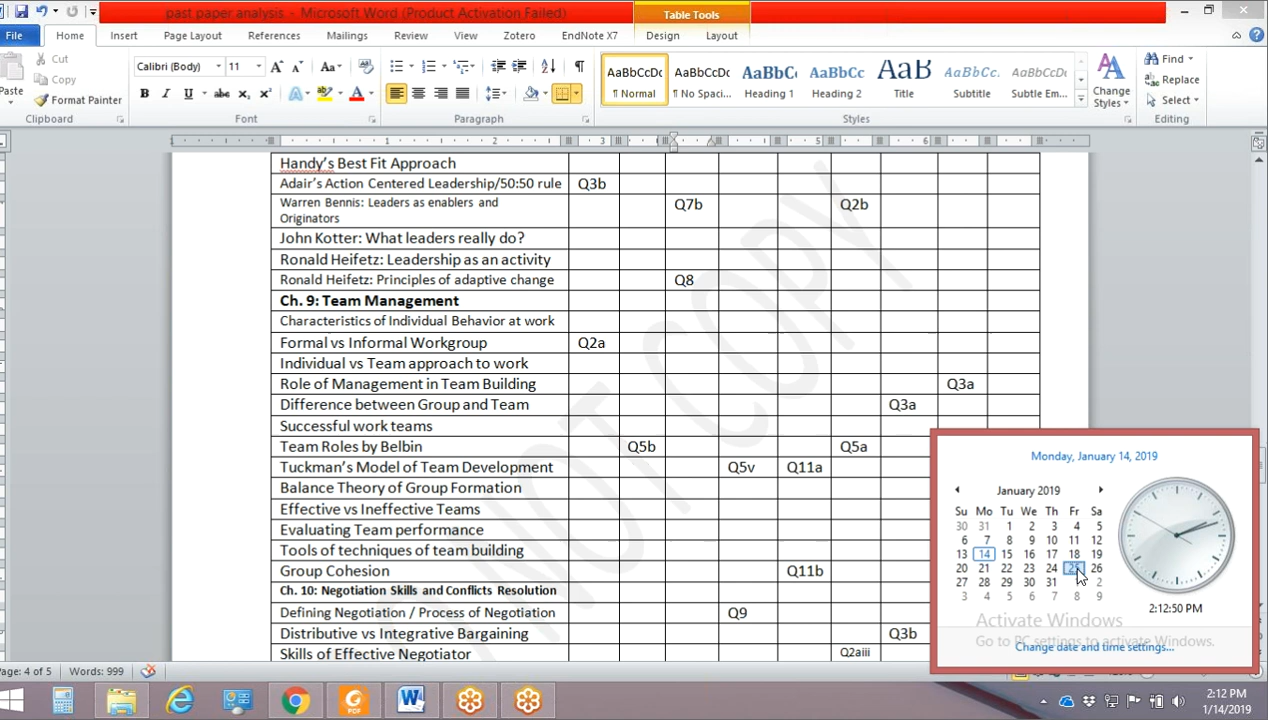 past paper analysis - Microsoft Word (Product Activation Failed)
Table Tools
File Home Insert Page Layout References Mailings Review View Zotero EndNote X7 Design Layout
Cut
Copy
Paste
Format Painter
Clipboard
Calibri (Body) 11
Font
Paragraph
AaBbCcDc AaBbCcDc AaBbC( AaBbCc AaB AaBbCc. AaBbCcDc
¶ Normal ¶ No Spaci... Heading 1 Heading 2 Title Subtitle Subtle Em...
Change Styles
Styles
Find
Replace
Select
Editing
1 2 3 5 6
Handy's Best Fit Approach
Adair's Action Centered Leadership/50:50 rule Q3b
Warren Bennis: Leaders as enablers and
Originators Q7b Q2b
John Kotter: What leaders really do?
Ronald Heifetz: Leadership as an activity
Ronald Heifetz: Principles of adaptive change Q8
Ch. 9: Team Management
Characteristics of Individual Behavior at work
Formal vs Informal Workgroup Q2a
Individual vs Team approach to work
Role of Management in Team Building Q3a
Difference between Group and Team Q3a
Successful work teams
Team Roles by Belbin Q5b Q5a
Tuckman's Model of Team Development Q5v Q11a
Balance Theory of Group Formation
Effective vs Ineffective Teams
Evaluating Team performance
Tools of techniques of team building
Group Cohesion Q11b
Ch. 10: Negotiation Skills and Conflicts Resolution
Defining Negotiation / Process of Negotiation Q9
Distributive vs Integrative Bargaining Q3b
Skills of Effective Negotiator Q2aiii
NOT COPY
Monday, January 14, 2019
January 2019
Su Mo Tu We Th Fr Sa
30 31 1 2 3 4 5
6 7 8 9 10 11 12
13 14 15 16 17 18 19
20 21 22 23 24 25 26
27 28 29 30 31 1 2
3 4 5 6 7 8 9
2:12:50 PM
Activate Windows
Go to PC settings to activate Windows.
Change date and time settings...
Page: 4 of 5 Words: 999
PDF
2:12 PM
1/14/2019